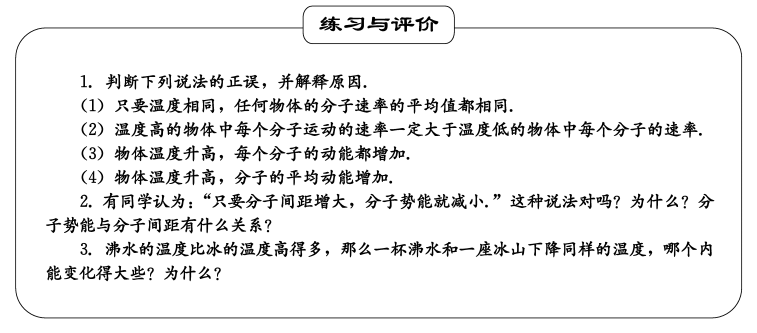 练习与评价
1. 判断下列说法的正误，并解释原因.
（1）只要温度相同，任何物体的分子速率的平均值都相同.
（2）温度高的物体中每个分子运动的速率一定大于温度低的物体中每个分子的速率.
（3）物体温度升高，每个分子的动能都增加.
（4）物体温度升高，分子的平均动能增加.
2. 有同学认为：“只要分子间距增大，分子势能就减小.”这种说法对吗？为什么？分
子势能与分子间距有什么关系？
3. 沸水的温度比冰的温度高得多，那么一杯沸水和一座冰山下降同样的温度，哪个内
能变化得大些？为什么？